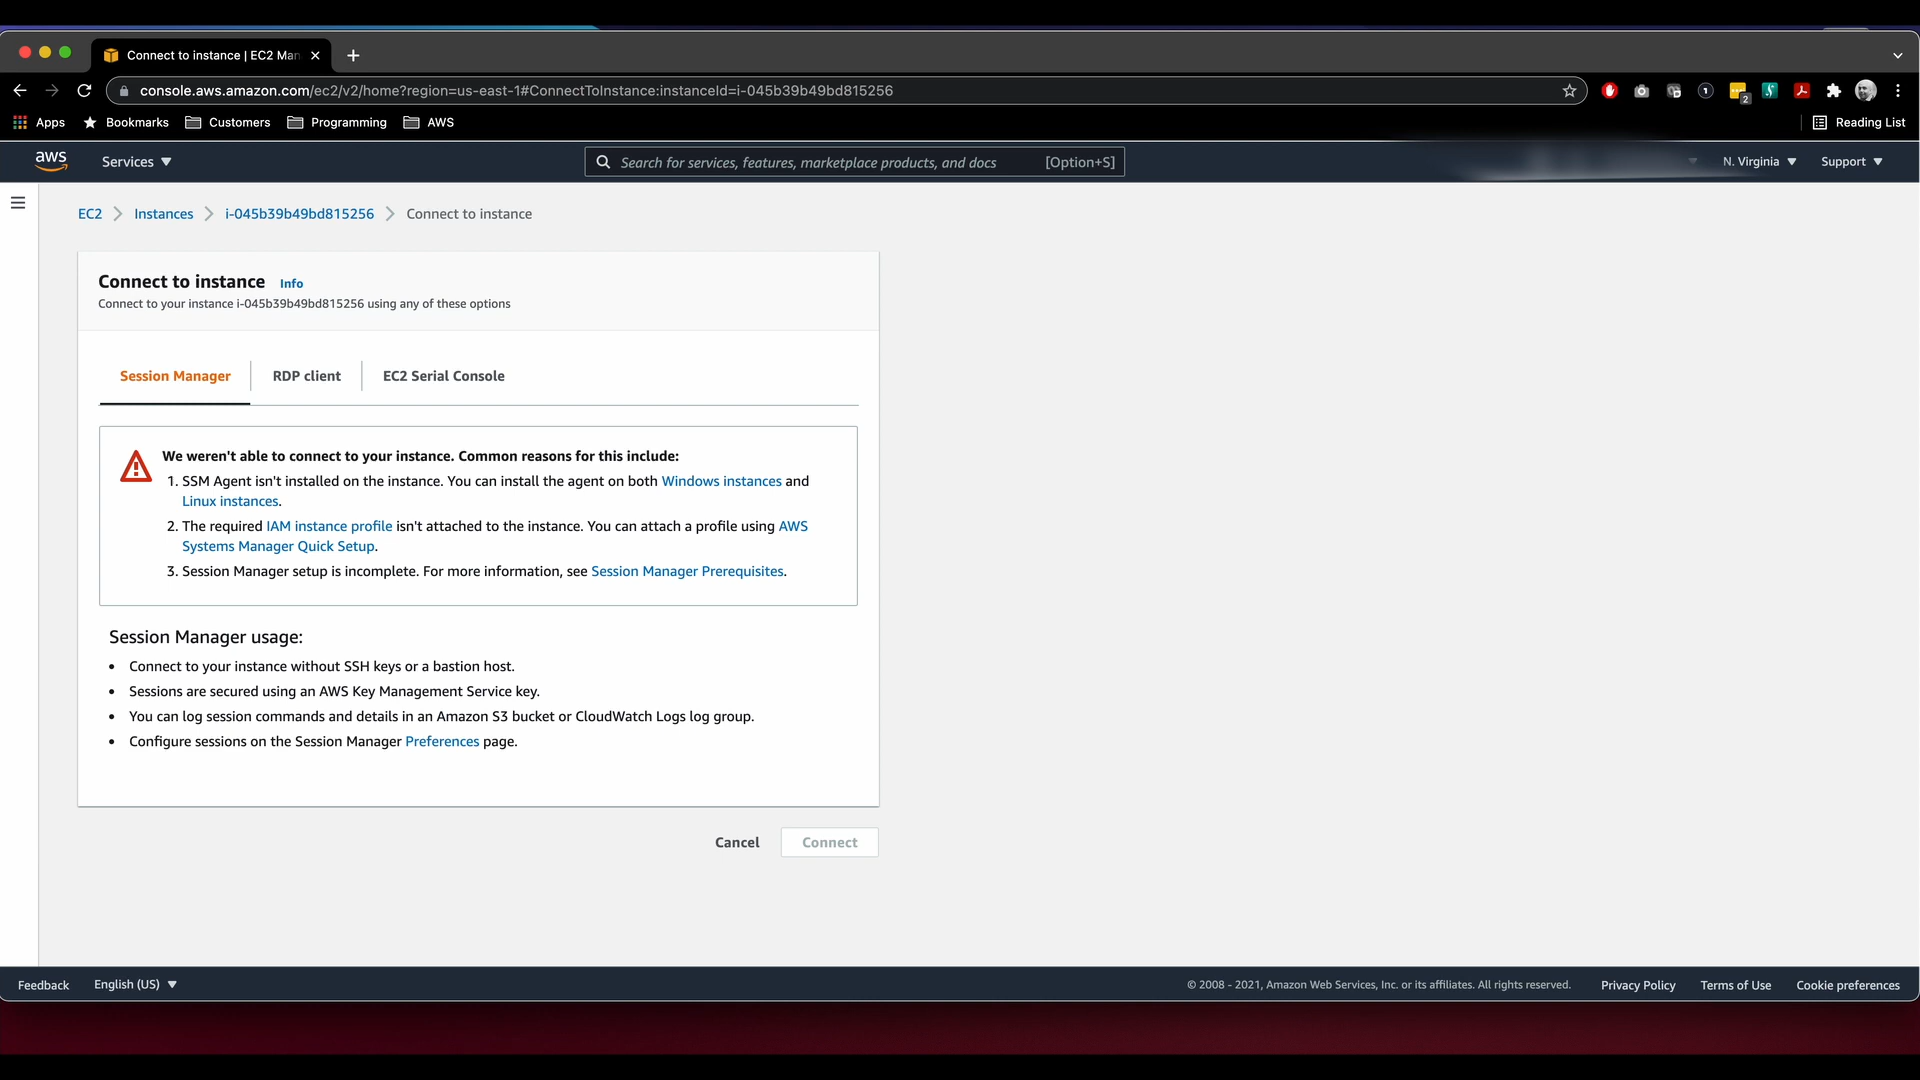 Connect to instance | EC2 Man
console.aws.amazon.com/ec2/v2/home?region=us-east-1#ConnectToInstance:instanceId=i-045b39b49bd815256
2
Apps
Bookmarks
Customers
Programming
AWS
Reading List
aws
Services
Search for services, features, marketplace products, and docs
[Option+S]
N. Virginia
Support
EC2
Instances
i-045b39b49bd815256
Connect to instance
Connect to instance
Info
Connect to your instance i-045b39b49bd815256 using any of these options
Session Manager
RDP client
EC2 Serial Console
We weren't able to connect to your instance. Common reasons for this include:
1. SSM Agent isn't installed on the instance. You can install the agent on both Windows instances and
Linux instances.
2. The required IAM instance profile isn't attached to the instance. You can attach a profile using AWS
Systems Manager Quick Setup.
3. Session Manager setup is incomplete. For more information, see Session Manager Prerequisites.
Session Manager usage:
• Connect to your instance without SSH keys or a bastion host.
• Sessions are secured using an AWS Key Management Service key.
• You can log session commands and details in an Amazon S3 bucket or CloudWatch Logs log group.
• Configure sessions on the Session Manager Preferences page.
Cancel
Connect
Feedback
English (US)
© 2008 - 2021, Amazon Web Services, Inc. or its affiliates. All rights reserved.
Privacy Policy
Terms of Use
Cookie preferences